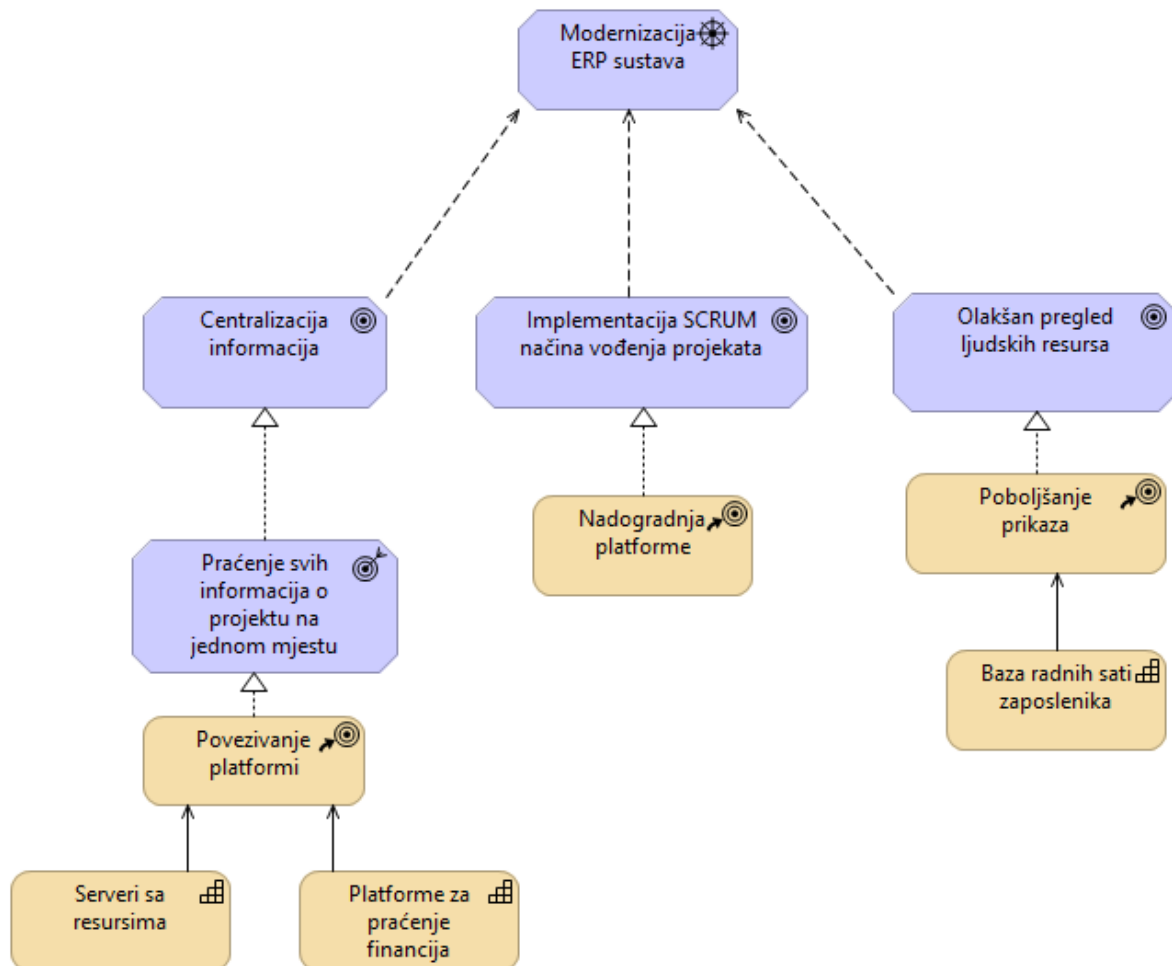 Modernizacija
ERP sustava
Centralizacija
informacija
Implementacija SCRUM
načina vođenja projekata
Olakšan pregled
ljudskih resursa
Nadogradnja
platforme
Poboljšanje
prikaza
Praćenje svih
informacija o
projektu na
jednom mjestu
Baza radnih sati
zaposlenika
Povezivanje
platformi
Serveri sa
resursima
Platforme za
praćenje
financija